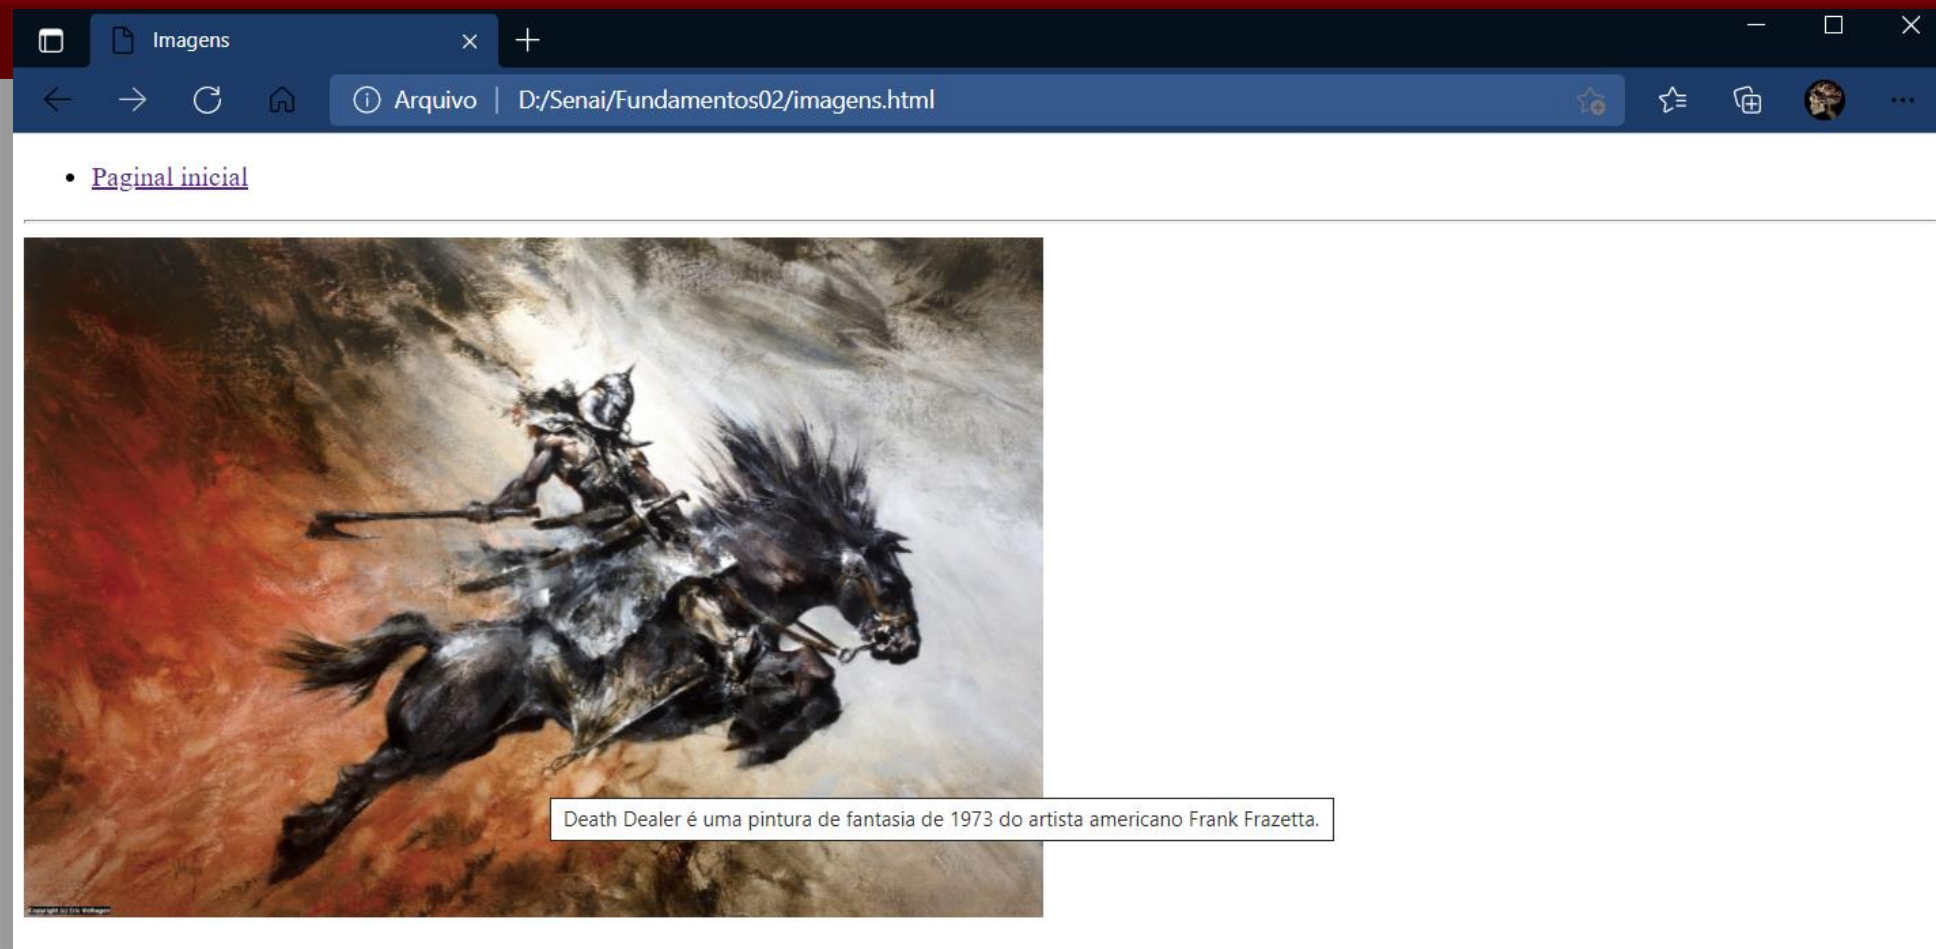 Imagens
Arquivo | D:/Senai/Fundamentos02/imagens.html
Paginal inicial
Death Dealer é uma pintura de fantasia de 1973 do artista americano Frank Frazetta.
Copyright (c)